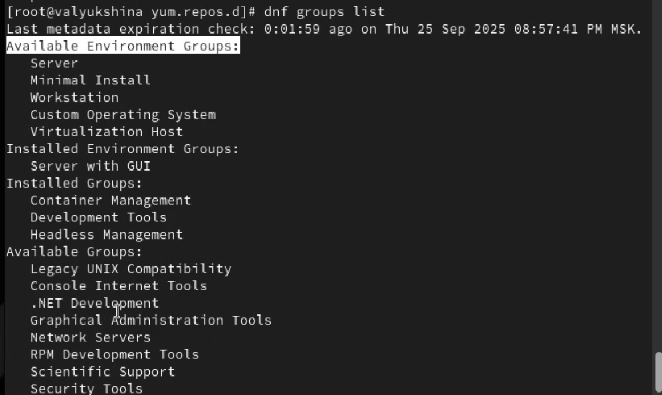 [root@valyukshina yum.repos.d]# dnf groups list
Last metadata expiration check: 0:01:59 ago on Thu 25 Sep 2025 08:57:41 PM MSK.
Available Environment Groups:
Server
Minimal Install
Workstation
Custom Operating System
Virtualization Host
Installed Environment Groups:
Server with GUI
Installed Groups:
Container Management
Development Tools
Headless Management
Available Groups:
Legacy UNIX Compatibility
Console Internet Tools
.NET Development
Graphical Administration Tools
Network Servers
RPM Development Tools
Scientific Support
Security Tools